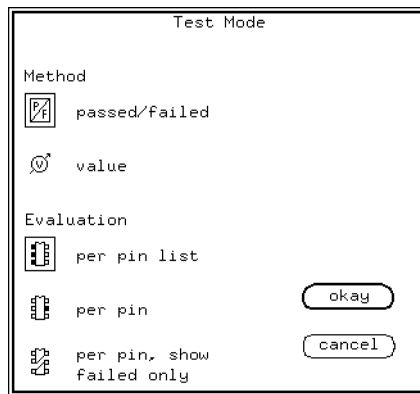 Test Mode
Method
P/F passed/failed
V value
Evaluation
per pin list
per pin
okay
per pin, show
failed only
cancel